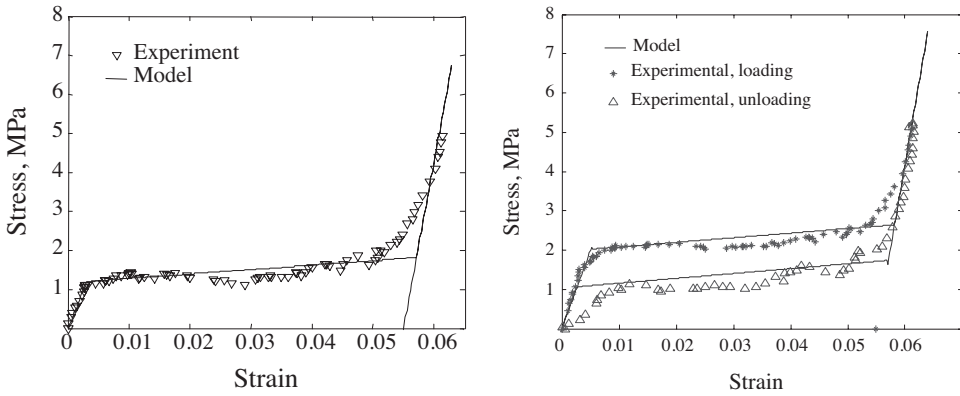 8
7
6
5
4
3
2
1
Stress, MPa
Experiment
Model
0 0.01 0.02 0.03 0.04 0.05 0.06
Strain
8
7
6
5
4
3
2
1
Stress, MPa
Model
Experimental, loading
Experimental, unloading
0 0.01 0.02 0.03 0.04 0.05 0.06
Strain